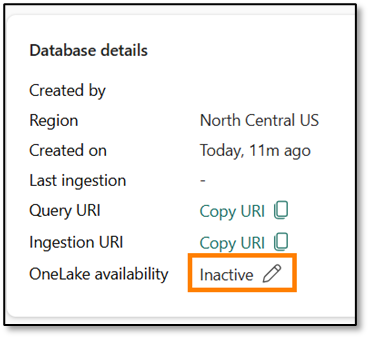 Database details
Created by
Region North Central US
Created on Today, 11m ago
Last ingestion -
Query URI Copy URI
Ingestion URI Copy URI
OneLake availability Inactive